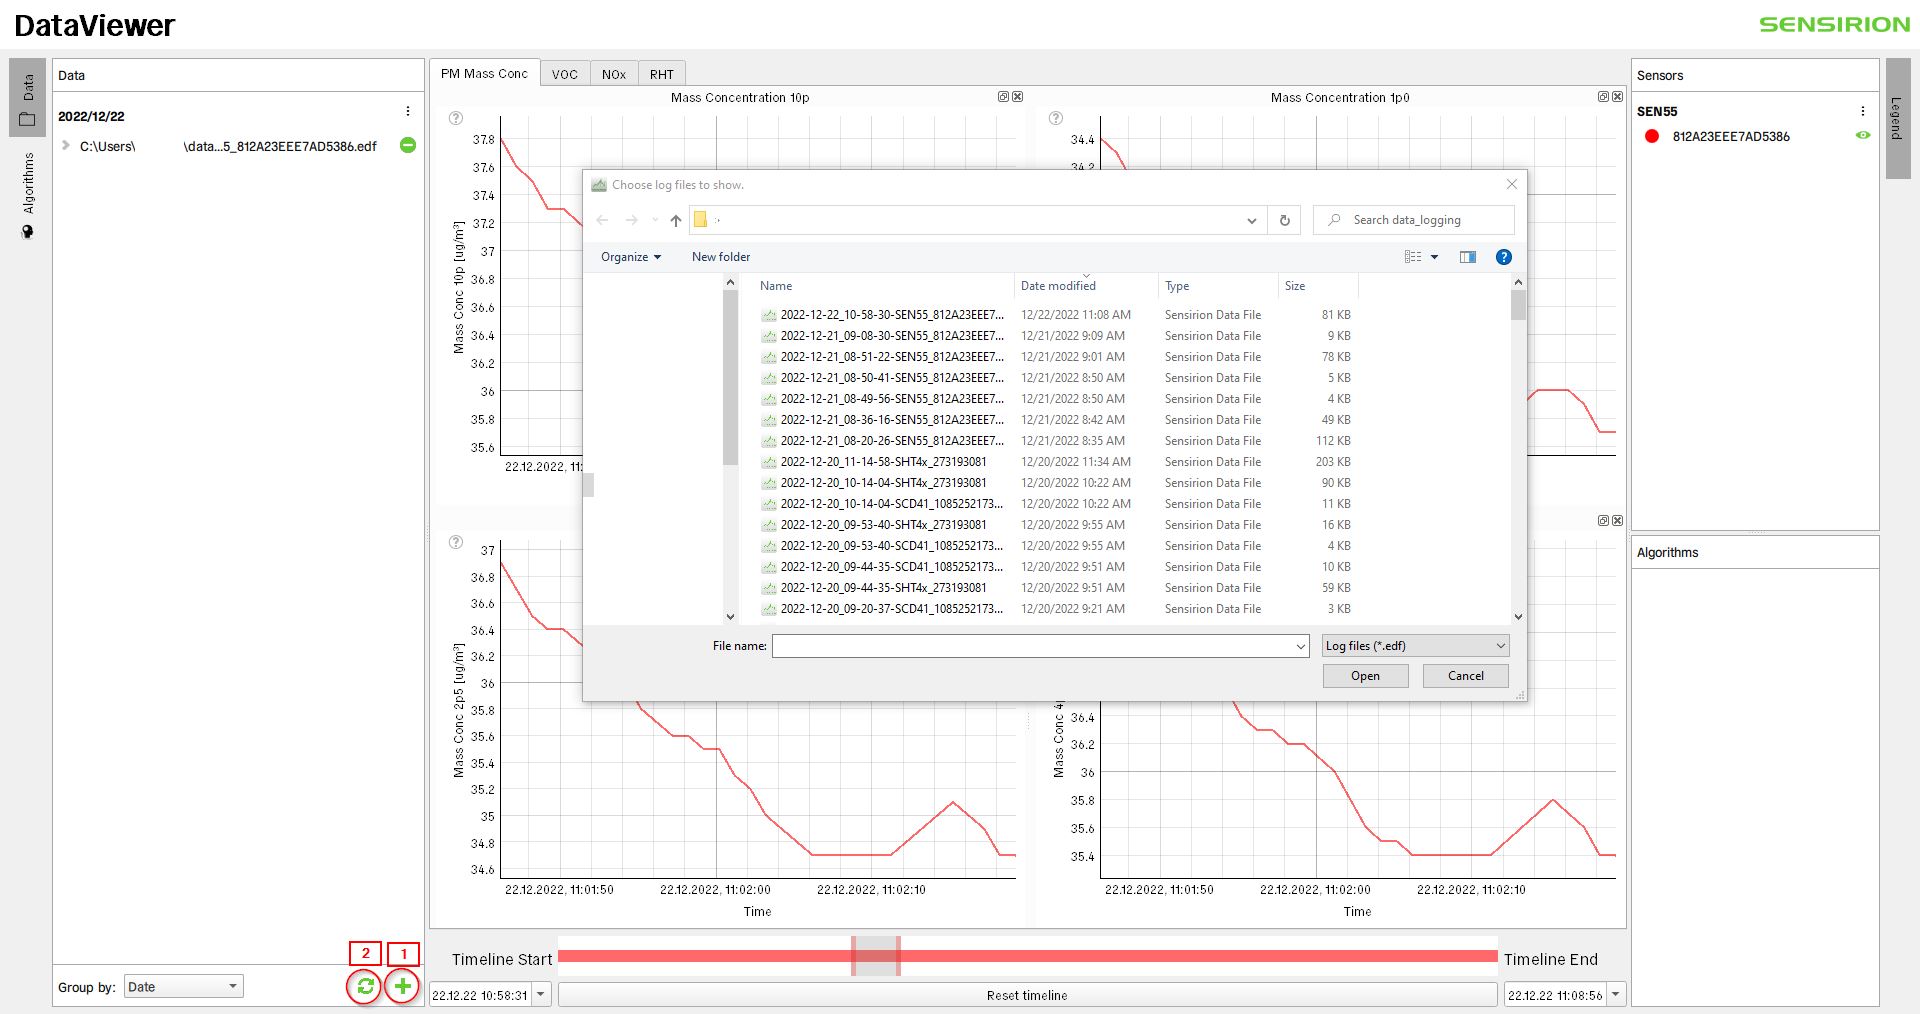 DataViewer
SENSIRION
Data
Algorithms
Data
2022/12/22
C:\Users\ \data...5_812A23EEE7AD5386.edf
Group by: Date
2
1
PM Mass Conc VOC NOx RHT
Mass Concentration 10p
Mass Conc 10p [ug/m³]
37.8
37.6
37.4
37.2
37
36.8
36.6
36.4
36.2
36
35.8
35.6
22.12.2022, 11:
Mass Concentration 1p0
34.4
34.2
Mass Conc 2p5 [ug/m³]
37
36.8
36.6
36.4
36.2
36
35.8
35.6
35.4
35.2
35
34.8
34.6
22.12.2022, 11:01:50 22.12.2022, 11:02:00 22.12.2022, 11:02:10
Time
Mass Conc 4
36.4
36.2
36
35.8
35.6
35.4
22.12.2022, 11:01:50 22.12.2022, 11:02:00 22.12.2022, 11:02:10
Time
Choose log files to show.
Search data_logging
Organize New folder
Name Date modified Type Size
2022-12-22_10-58-30-SEN55_812A23EEE7... 12/22/2022 11:08 AM Sensirion Data File 81 KB
2022-12-21_09-08-30-SEN55_812A23EEE7... 12/21/2022 9:09 AM Sensirion Data File 9 KB
2022-12-21_08-51-22-SEN55_812A23EEE7... 12/21/2022 9:01 AM Sensirion Data File 78 KB
2022-12-21_08-50-41-SEN55_812A23EEE7... 12/21/2022 8:50 AM Sensirion Data File 5 KB
2022-12-21_08-49-56-SEN55_812A23EEE7... 12/21/2022 8:50 AM Sensirion Data File 4 KB
2022-12-21_08-36-16-SEN55_812A23EEE7... 12/21/2022 8:42 AM Sensirion Data File 49 KB
2022-12-21_08-20-26-SEN55_812A23EEE7... 12/21/2022 8:35 AM Sensirion Data File 112 KB
2022-12-20_11-14-58-SHT4x_273193081 12/20/2022 11:34 AM Sensirion Data File 203 KB
2022-12-20_10-14-04-SHT4x_273193081 12/20/2022 10:22 AM Sensirion Data File 90 KB
2022-12-20_10-14-04-SCD41_1085252173... 12/20/2022 10:22 AM Sensirion Data File 11 KB
2022-12-20_09-53-40-SHT4x_273193081 12/20/2022 9:55 AM Sensirion Data File 16 KB
2022-12-20_09-53-40-SCD41_1085252173... 12/20/2022 9:55 AM Sensirion Data File 4 KB
2022-12-20_09-44-35-SCD41_1085252173... 12/20/2022 9:51 AM Sensirion Data File 10 KB
2022-12-20_09-44-35-SHT4x_273193081 12/20/2022 9:51 AM Sensirion Data File 59 KB
2022-12-20_09-20-37-SCD41_1085252173... 12/20/2022 9:21 AM Sensirion Data File 3 KB
File name: Log files (*.edf)
Open Cancel
Timeline Start Timeline End
22.12.22 10:58:31 Reset timeline 22.12.22 11:08:56
Sensors
SEN55
812A23EEE7AD5386
Algorithms
Legend